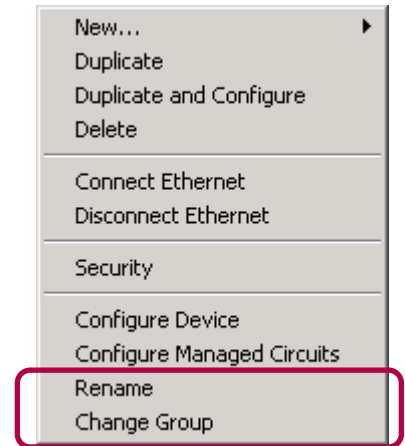 New...
Duplicate
Duplicate and Configure
Delete
Connect Ethernet
Disconnect Ethernet
Security
Configure Device
Configure Managed Circuits
Rename
Change Group